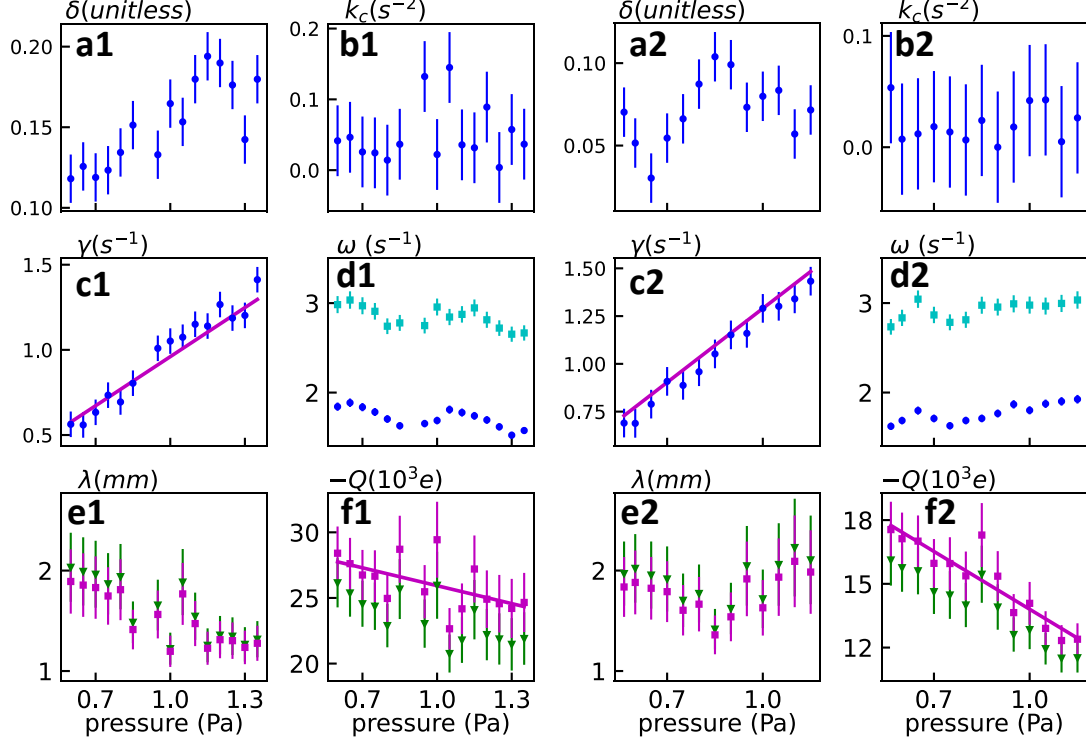 δ(unitless) k_c(s⁻²) δ(unitless) k_c(s⁻²)
a1 b1 a2 b2
0.20 0.15 0.10
0.2 0.1 0.0
0.10 0.05
0.1 0.0
γ(s⁻¹) ω (s⁻¹) γ(s⁻¹) ω (s⁻¹)
c1 d1 c2 d2
1.5 1.0 0.5
3 2
1.50 1.25 1.00 0.75
3 2
λ(mm) −Q(10³e) λ(mm) −Q(10³e)
e1 f1 e2 f2
2 1
30 25 20
2 1
18 15 12
0.7 1.0 1.3 0.7 1.0 1.3 0.7 1.0 0.7 1.0
pressure (Pa) pressure (Pa) pressure (Pa) pressure (Pa)